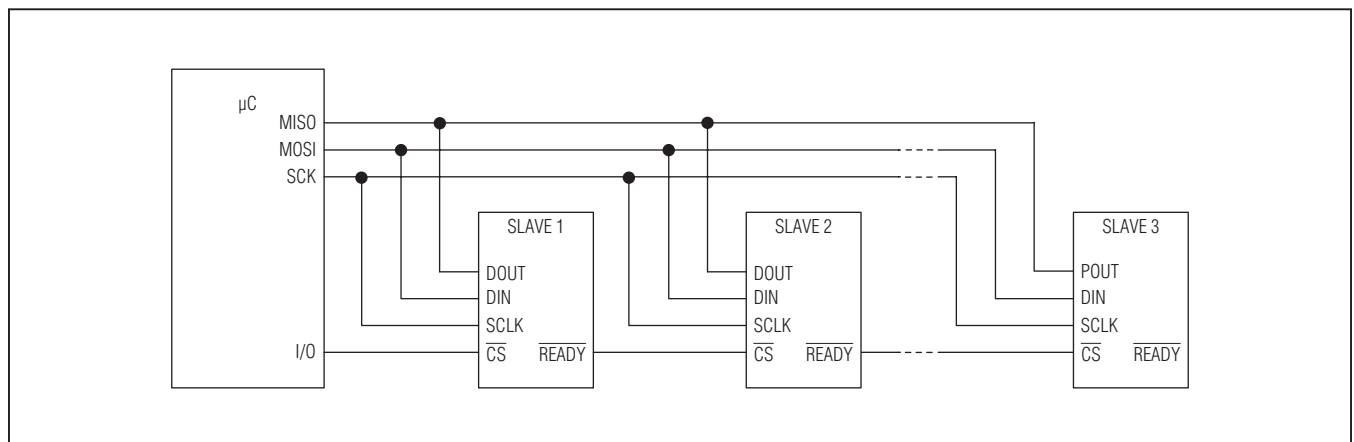 μC
MISO
MOSI
SCK
I/O
SLAVE 1
DOUT
DIN
SCLK
CS READY
SLAVE 2
DOUT
DIN
SCLK
CS READY
SLAVE 3
POUT
DIN
SCLK
CS READY